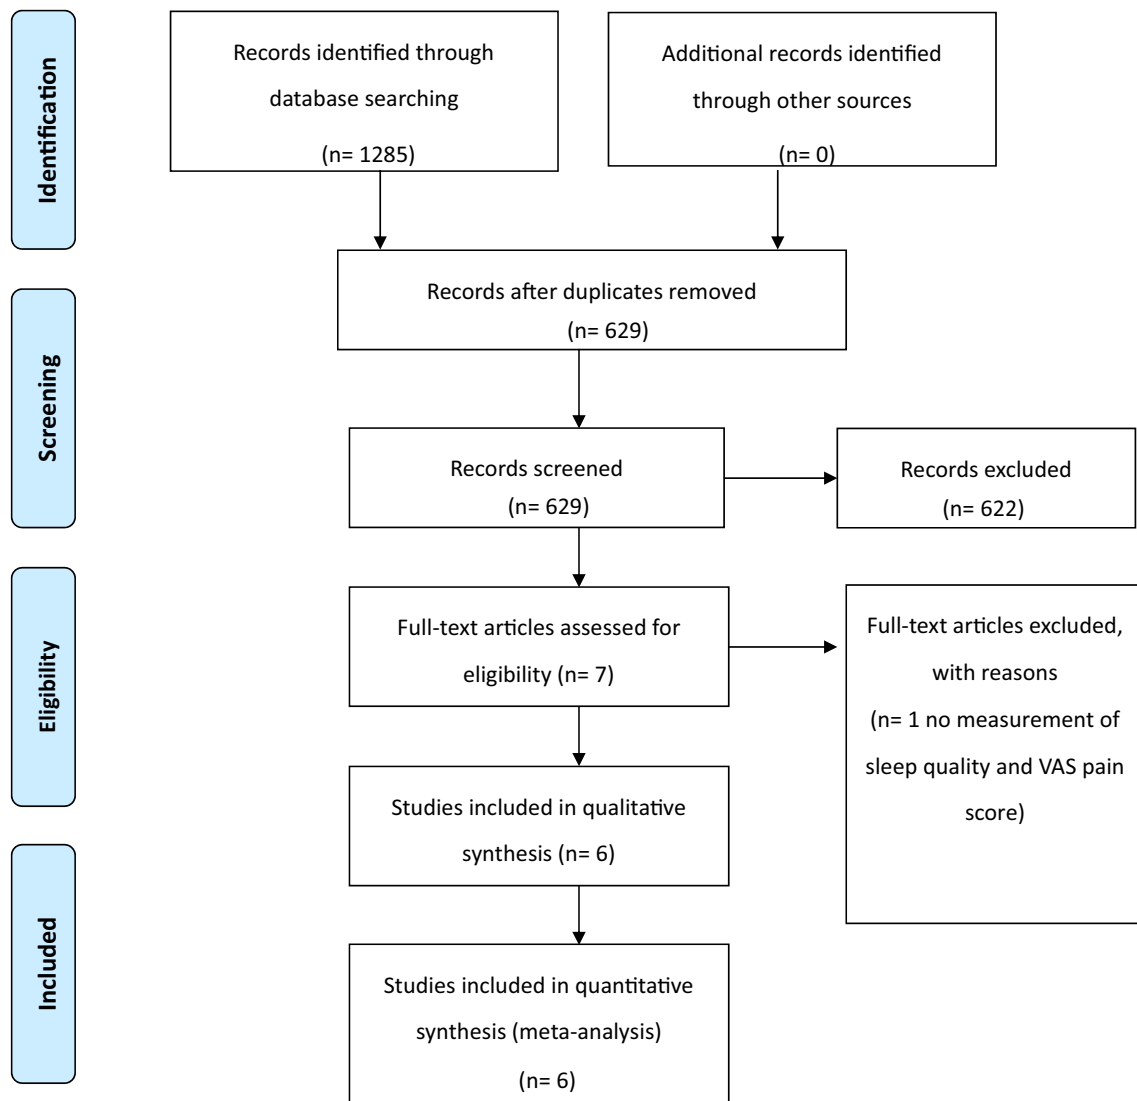 Identification
Records identified through
database searching
(n= 1285)
Additional records identified
through other sources
(n= 0)
Records after duplicates removed
(n= 629)
Screening
Records screened
(n= 629)
Records excluded
(n= 622)
Eligibility
Full-text articles assessed for
eligibility (n= 7)
Full-text articles excluded,
with reasons
(n= 1 no measurement of
sleep quality and VAS pain
score)
Studies included in qualitative
synthesis (n= 6)
Included
Studies included in quantitative
synthesis (meta-analysis)
(n= 6)